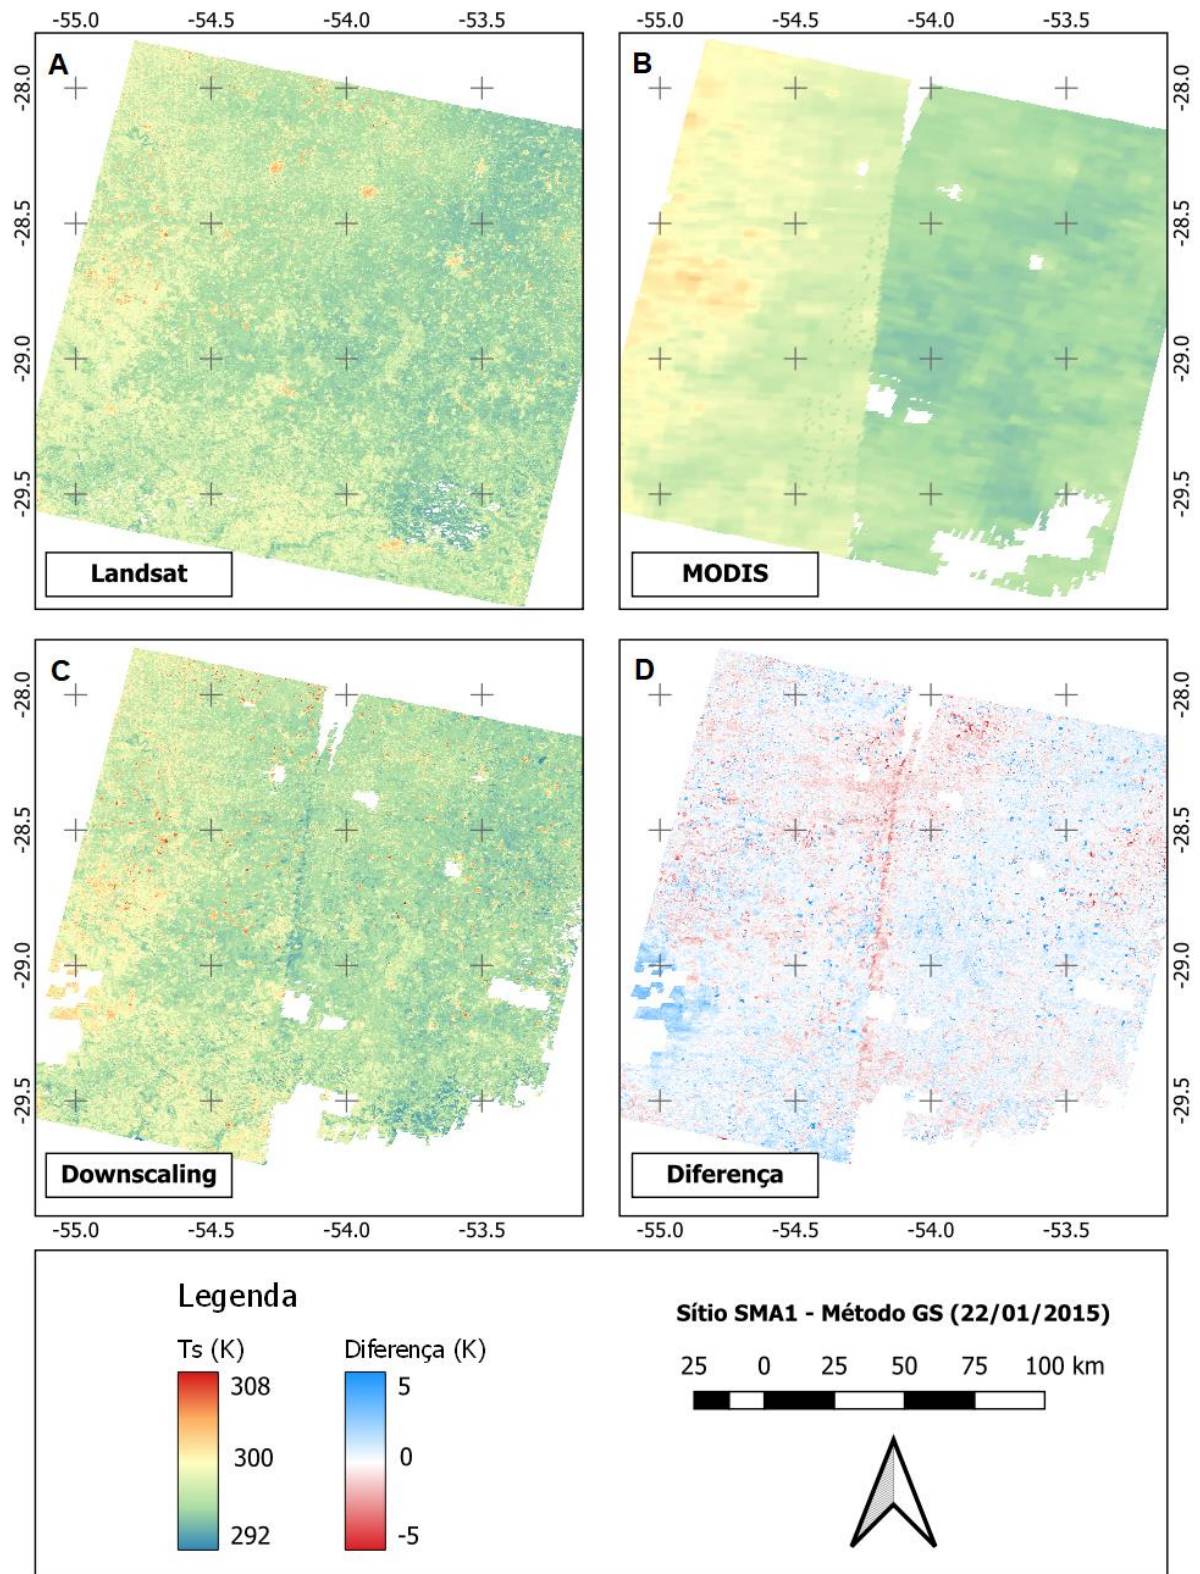 -55.0 -54.5 -54.0 -53.5 -55.0 -54.5 -54.0 -53.5
A
B
-28.0
-28.5
-29.0
-29.5
-28.0
-28.5
-29.0
-29.5
Landsat
MODIS
C
D
-28.0
-28.5
-29.0
-29.5
-28.0
-28.5
-29.0
-29.5
Downscaling
Diferença
-55.0 -54.5 -54.0 -53.5 -55.0 -54.5 -54.0 -53.5
Legenda
Ts (K)
308
300
292
Diferença (K)
5
0
-5
Sítio SMA1 - Método GS (22/01/2015)
25 0 25 50 75 100 km